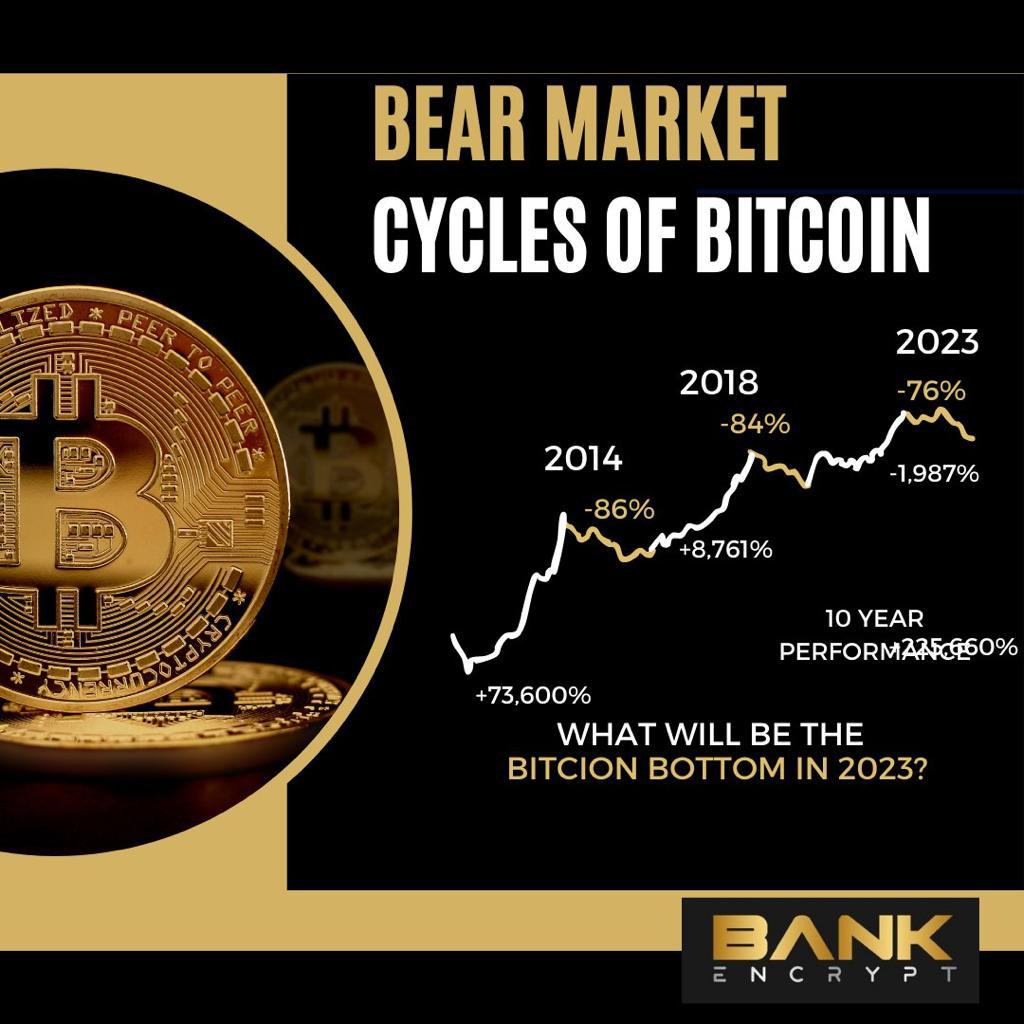 BEAR MARKET
CYCLES OF BITCOIN
LIZED * PEER TO PEER *
* CRYPTOCURRENCY *
2023
-76%
2018
-84%
-1,987%
2014
-86%
+8,761%
10 YEAR
PERFORMANCE
+225,660%
+73,600%
WHAT WILL BE THE
BITCION BOTTOM IN 2023?
BANK
ENCRYPT